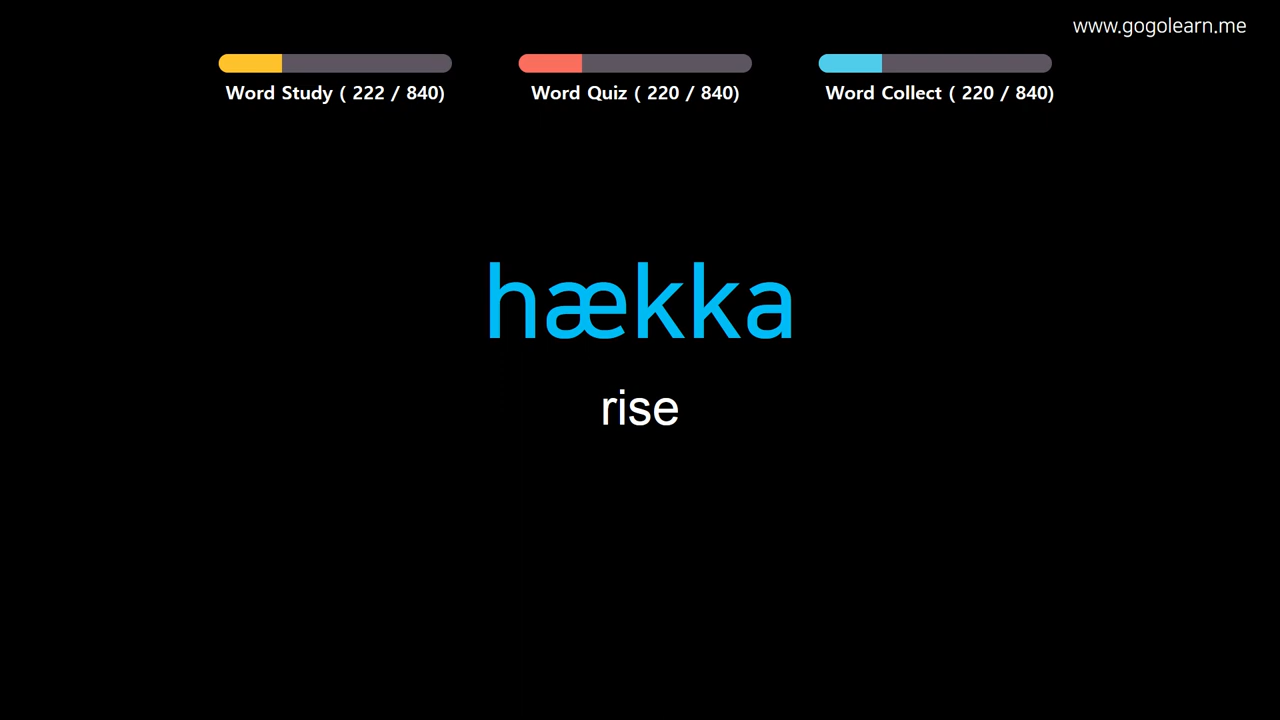 www.gogolearn.me
Word Study ( 222 / 840)
Word Quiz ( 220 / 840)
Word Collect ( 220 / 840)
hækka
rise